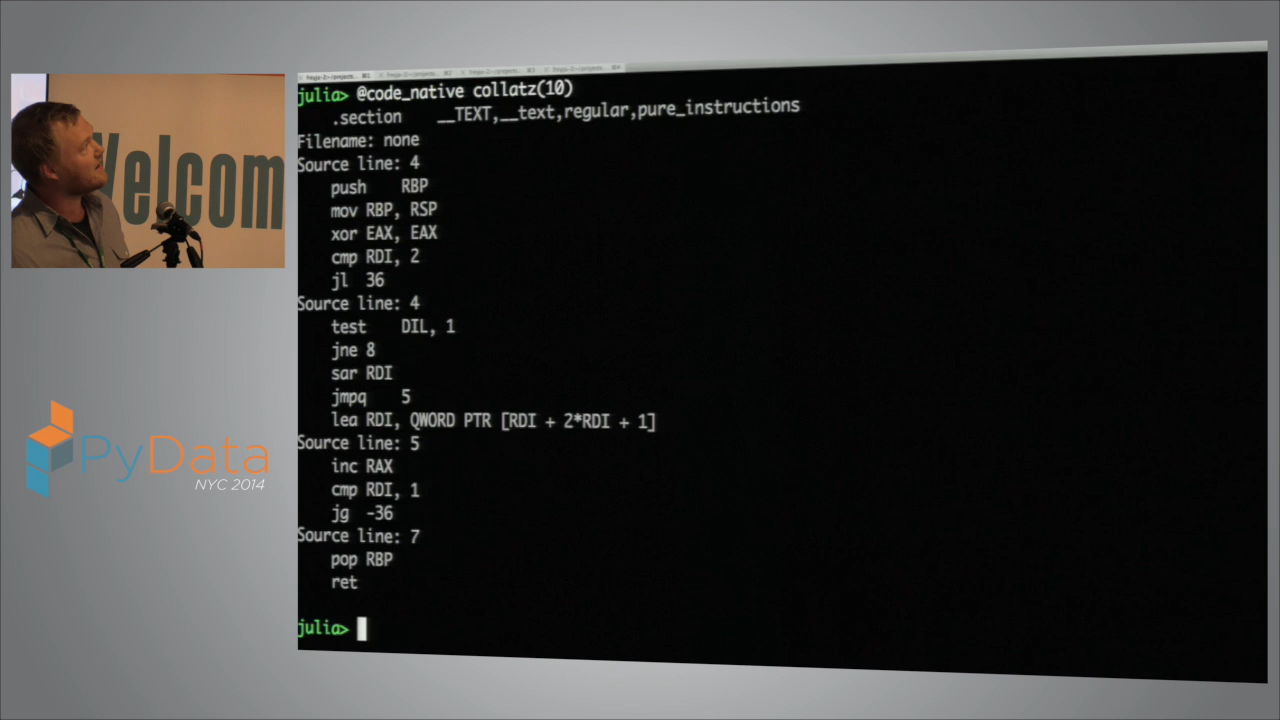 julia> @code_native collatz(10)
.section __TEXT,__text,regular,pure_instructions
Filename: none
Source line: 4
push RBP
mov RBP, RSP
xor EAX, EAX
cmp RDI, 2
jl 36
Source line: 4
test DIL, 1
jne 8
sar RDI
jmpq 5
lea RDI, QWORD PTR [RDI + 2*RDI + 1]
Source line: 5
inc RAX
cmp RDI, 1
jg -36
Source line: 7
pop RBP
ret
julia>
Welcom
PyData
NYC 2014